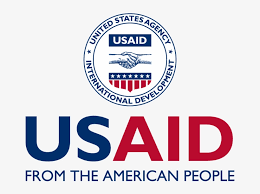 UNITED STATES AGENCY
USAID
INTERNATIONAL DEVELOPMENT
USAID
FROM THE AMERICAN PEOPLE